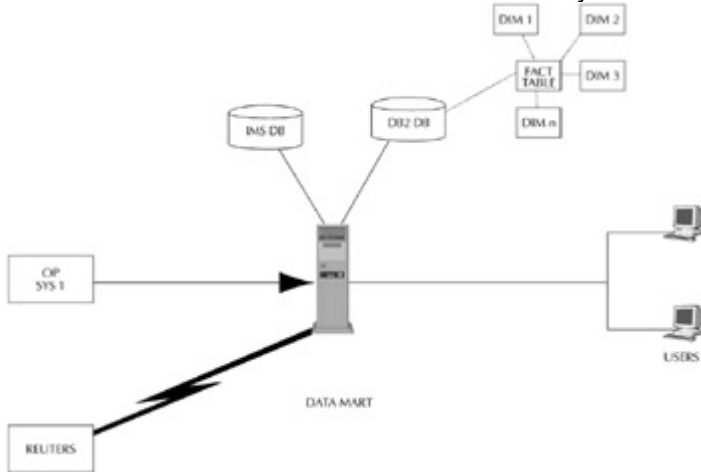 DIM 1
DIM 2
FACT
TABLE
DIM 3
DIM n
IMS DB
DB2 DB
OP
SYS 1
USERS
DATA MART
REUTERS